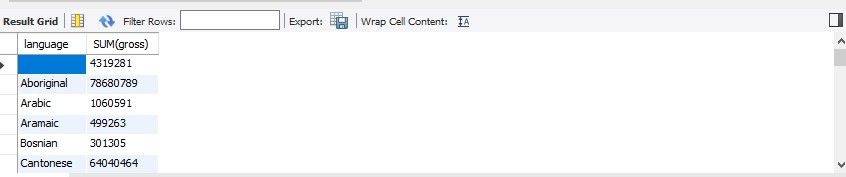 Result Grid Filter Rows: Export: Wrap Cell Content: IA
language SUM(gross)
4319281
Aboriginal 78680789
Arabic 1060591
Aramaic 499263
Bosnian 301305
Cantonese 64040464